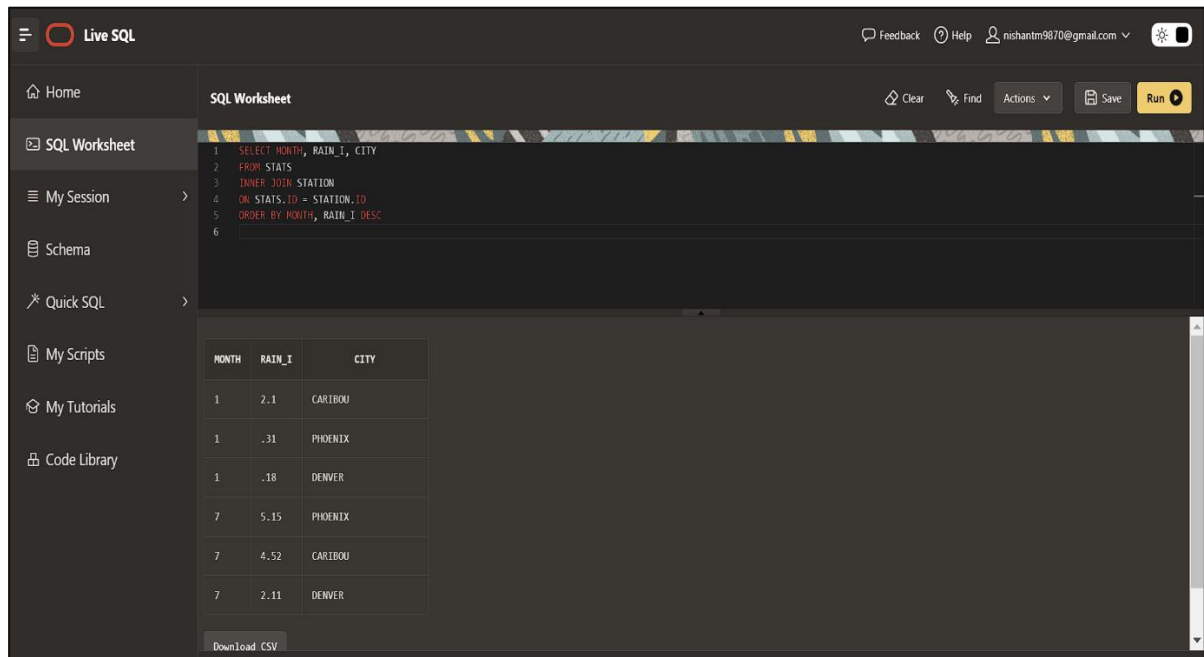 Live SQL
Feedback Help nishantm9870@gmail.com
Home
SQL Worksheet
My Session
Schema
Quick SQL
My Scripts
My Tutorials
Code Library
SQL Worksheet
Clear Find Actions Save Run
1 SELECT MONTH, RAIN_I, CITY
2 FROM STATS
3 INNER JOIN STATION
4 ON STATS.ID = STATION.ID
5 ORDER BY MONTH, RAIN_I DESC
6
MONTH RAIN_I CITY
1 2.1 CARIBOU
1 .31 PHOENIX
1 .18 DENVER
7 5.15 PHOENIX
7 4.52 CARIBOU
7 2.11 DENVER
Download CSV